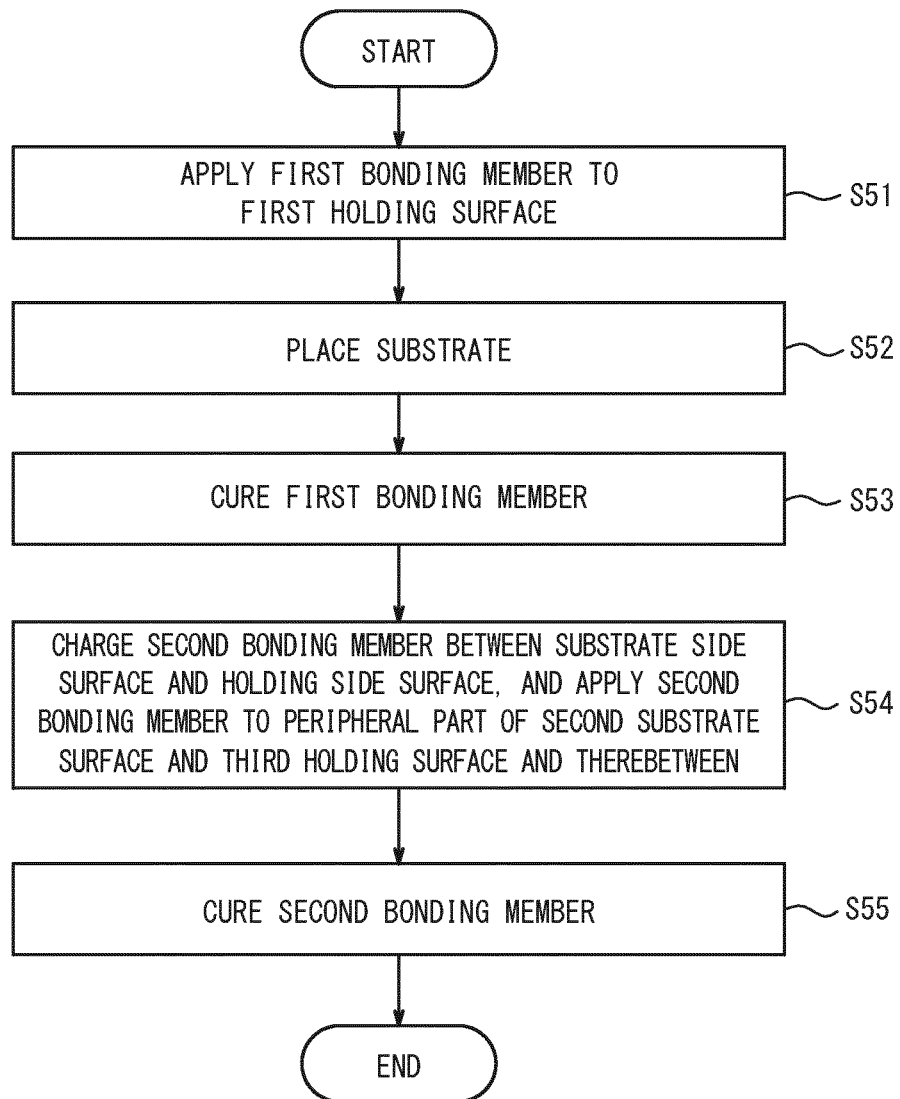 START
APPLY FIRST BONDING MEMBER TO
FIRST HOLDING SURFACE
S51
PLACE SUBSTRATE
S52
CURE FIRST BONDING MEMBER
S53
CHARGE SECOND BONDING MEMBER BETWEEN SUBSTRATE SIDE
SURFACE AND HOLDING SIDE SURFACE, AND APPLY SECOND
BONDING MEMBER TO PERIPHERAL PART OF SECOND SUBSTRATE
SURFACE AND THIRD HOLDING SURFACE AND THEREBETWEEN
S54
CURE SECOND BONDING MEMBER
S55
END